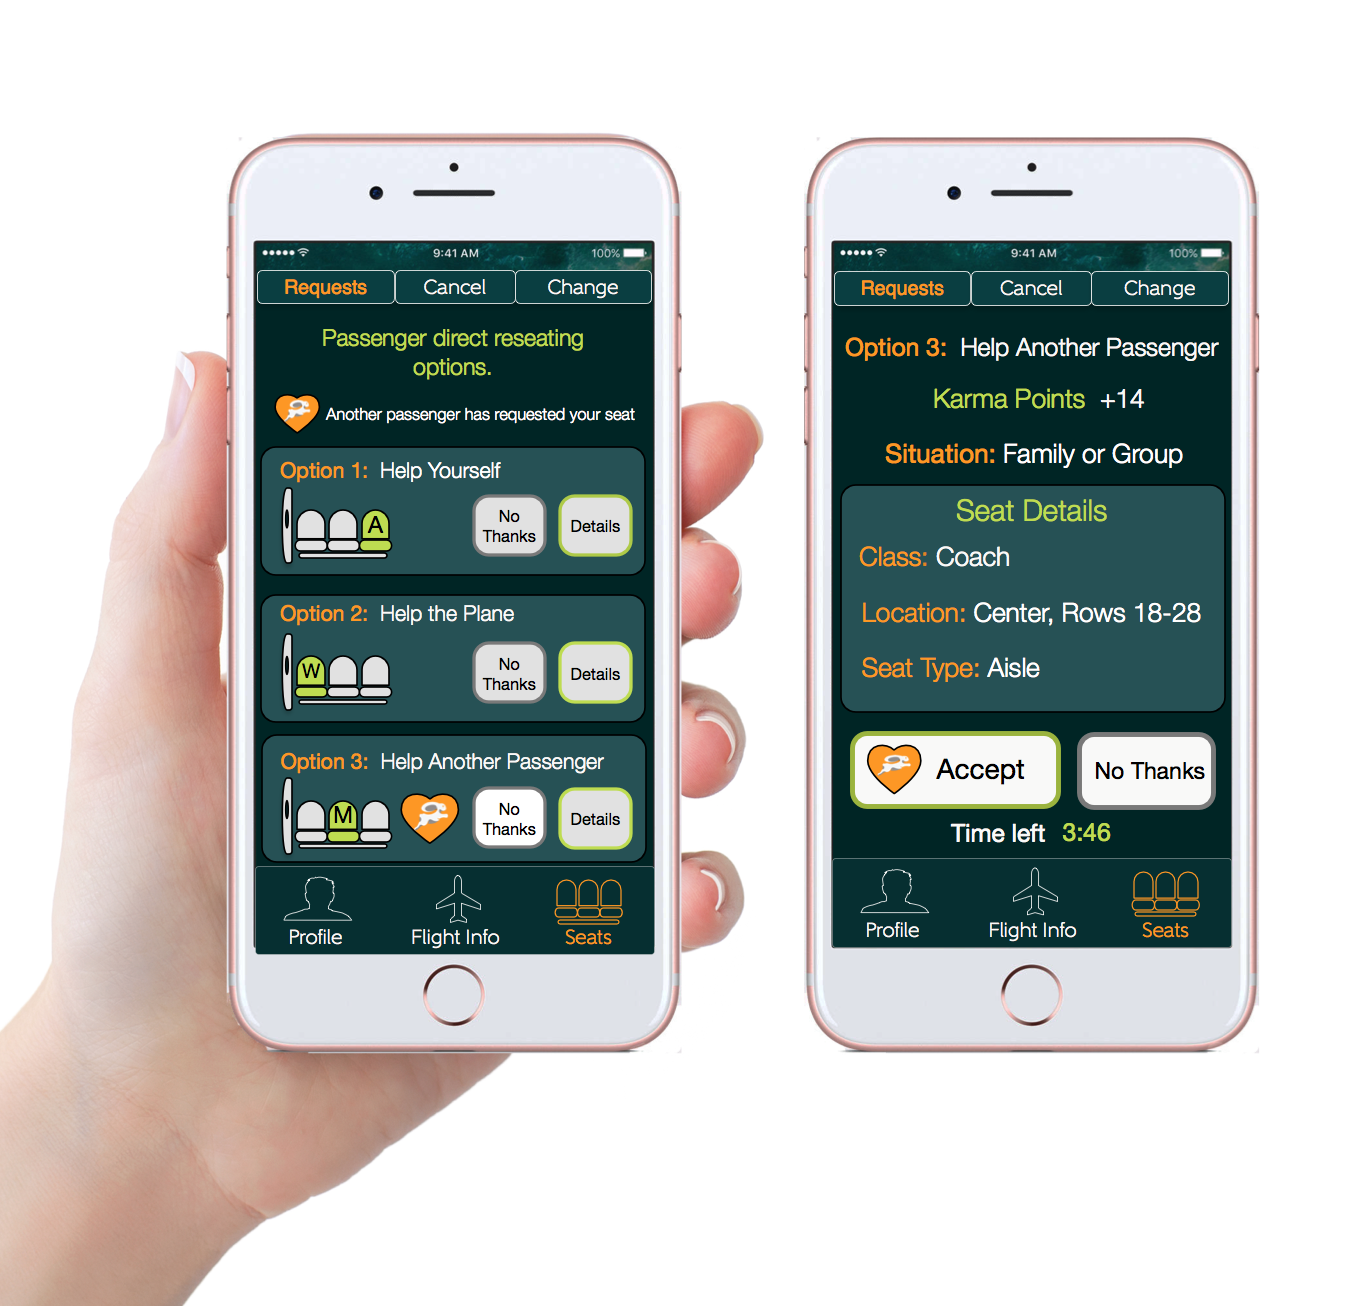 9:41 AM
100%
Requests
Cancel
Change
Passenger direct reseating
options.
Another passenger has requested your seat
Option 1: Help Yourself
A
No
Thanks
Details
Option 2: Help the Plane
W
No
Thanks
Details
Option 3: Help Another Passenger
M
No
Thanks
Details
Profile
Flight Info
Seats
9:41 AM
100%
Requests
Cancel
Change
Option 3: Help Another Passenger
Karma Points +14
Situation: Family or Group
Seat Details
Class: Coach
Location: Center, Rows 18-28
Seat Type: Aisle
Accept
No Thanks
Time left 3:46
Profile
Flight Info
Seats